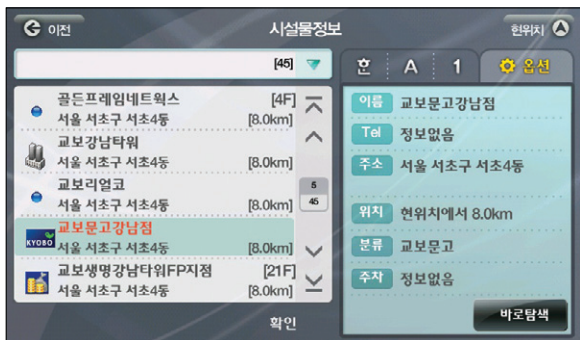 이전
시설물정보
현위치
[45]
흔 A 1 옵션
골든프레임네트웍스 [4F]
서울 서초구 서초4동 [8.0km]
교보강남타워
서울 서초구 서초4동 [8.0km]
교보리얼코
서울 서초구 서초4동 [8.0km]
KYOBO 교보문고강남점
서울 서초구 서초4동 [8.0km]
교보생명강남타워FP지점 [21F]
서울 서초구 서초4동 [8.0km]
5
45
확인
이름 교보문고강남점
Tel 정보없음
주소 서울 서초구 서초4동
위치 현위치에서 8.0km
분류 교보문고
주차 정보없음
바로탐색